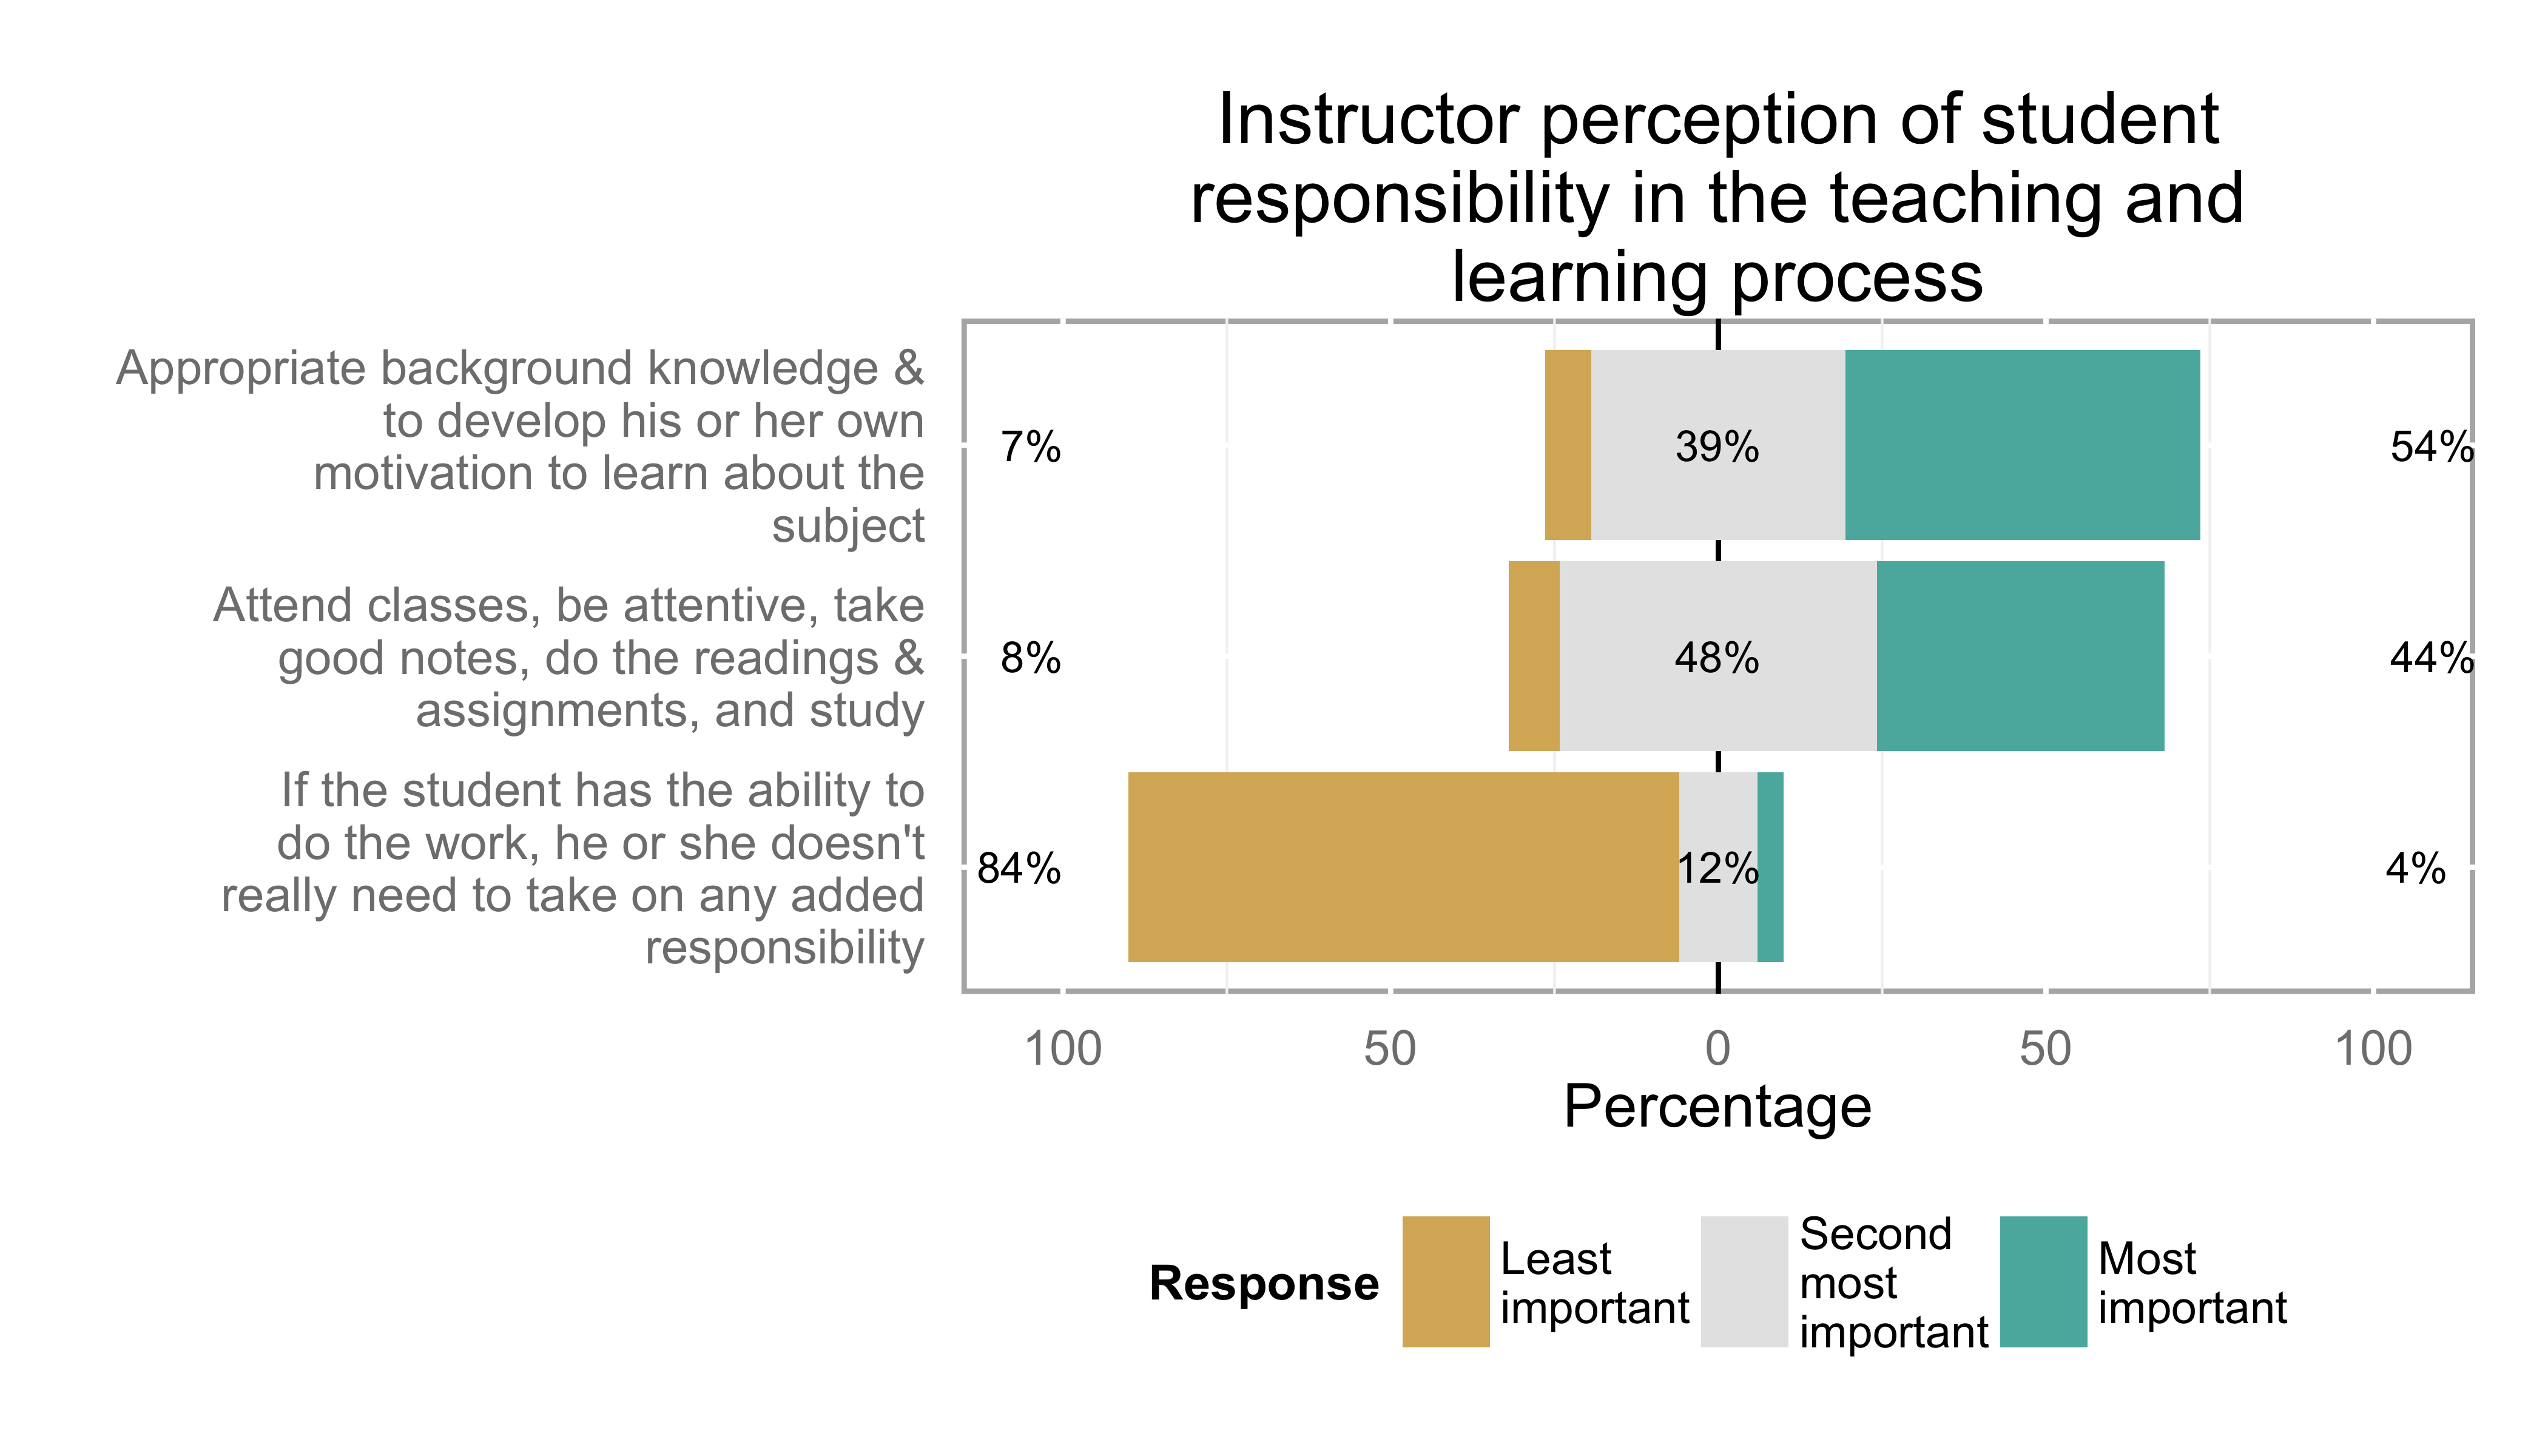 Instructor perception of student
responsibility in the teaching and
learning process
Appropriate background knowledge &
to develop his or her own
motivation to learn about the
subject
7%
39%
54%
Attend classes, be attentive, take
good notes, do the readings &
assignments, and study
8%
48%
44%
If the student has the ability to
do the work, he or she doesn't
really need to take on any added
responsibility
84%
12%
4%
100
50
0
50
100
Percentage
Response
Least
important
Second
most
important
Most
important